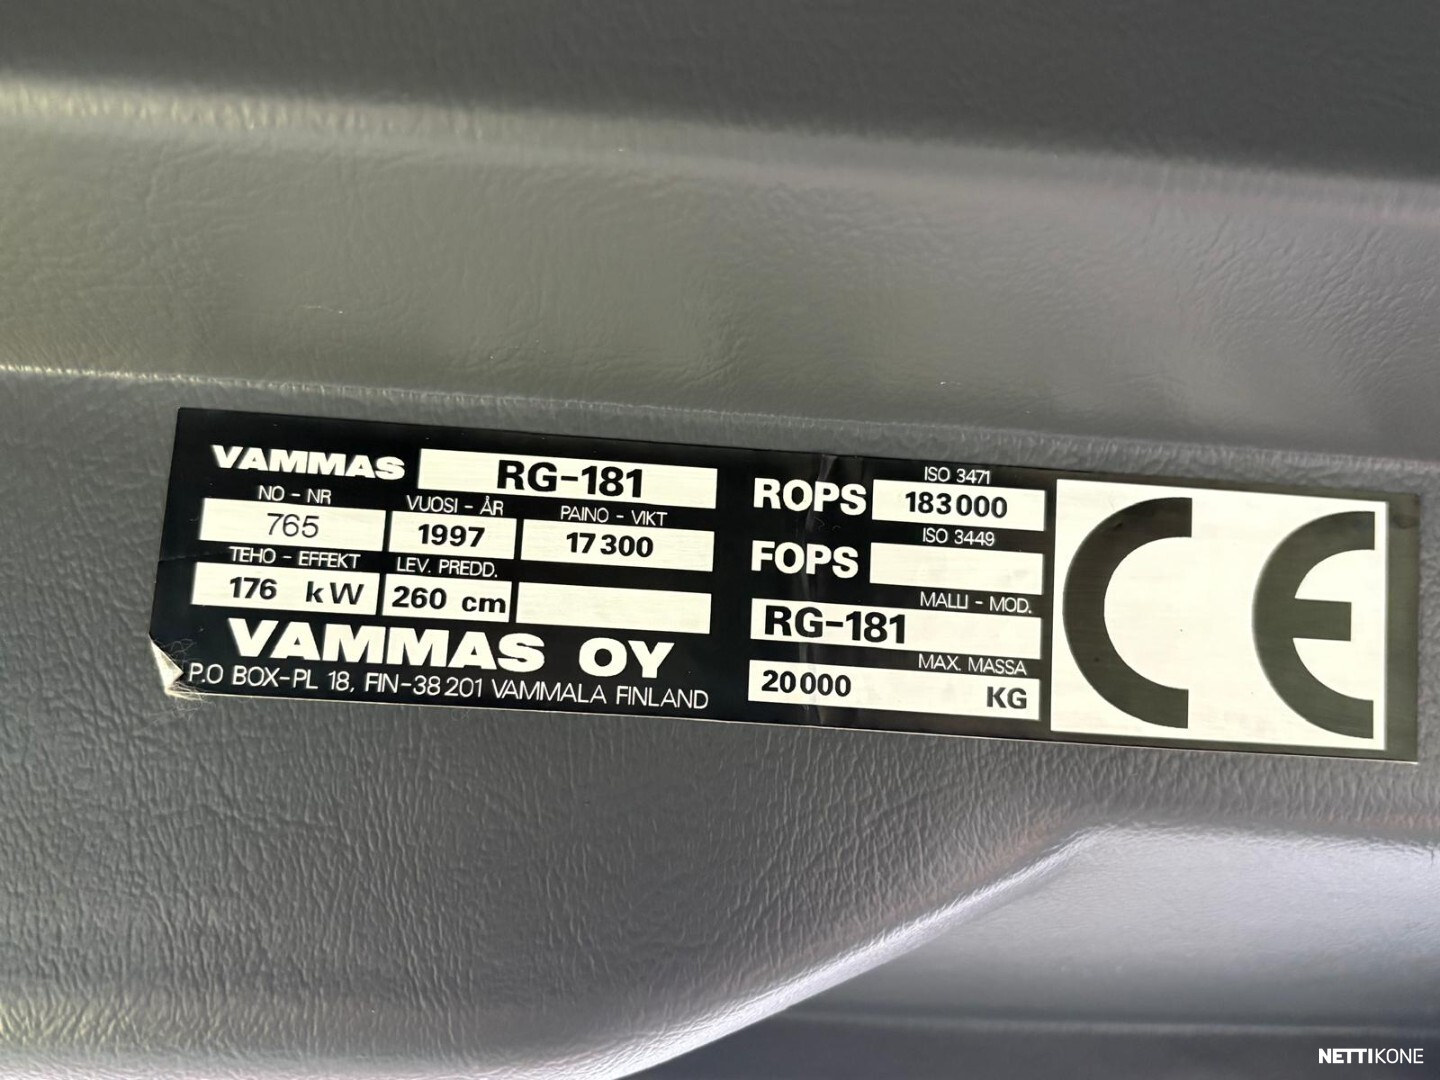 VAMMAS RG-181
NO - NR VUOSI - ÅR PAINO - VIKT
765 1997 17300
TEHO - EFFEKT LEV. PREDD.
176 kW 260 cm
VAMMAS OY
P.O BOX-PL 18, FIN-38201 VAMMALA FINLAND
ISO 3471
ROPS 183000
ISO 3449
FOPS
MALLI - MOD.
RG-181
MAX. MASSA
20000 KG
CE
NETTIKONE